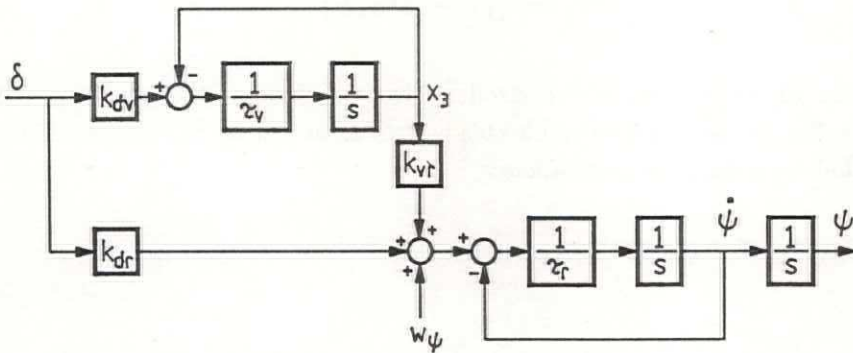 δ
k_dv
+
-
1/τ_v
1/s
x_3
k_vr
k_dr
+
+
+
w_ψ
+
-
1/τ_r
1/s
ψ̇
1/s
ψ